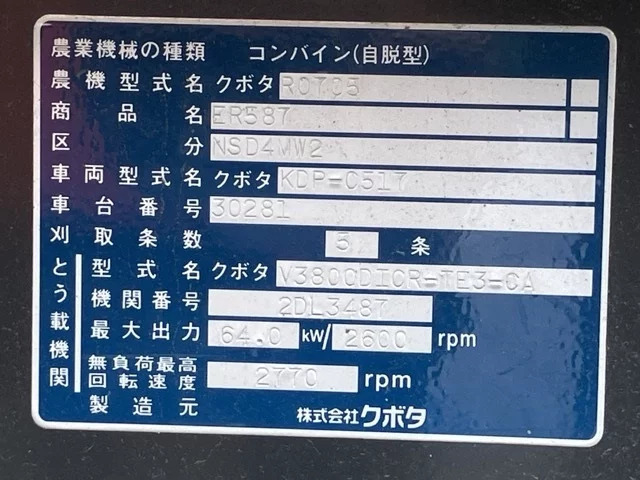 農業機械の種類 コンバイン(自脱型)
農機型式名 クボタ R07C5
商品名 ER587
区分 NSD4MW2
車両型式名 クボタ KDP-C517
車台番号 30281
刈取条数 5 条
とう載機関
型式名 クボタ V3800DICR-TE3-CA
機関番号 2DL3487
最大出力 64.0 kW/ 2600 rpm
無負荷最高回転速度 2770 rpm
製造元 株式会社クボタ